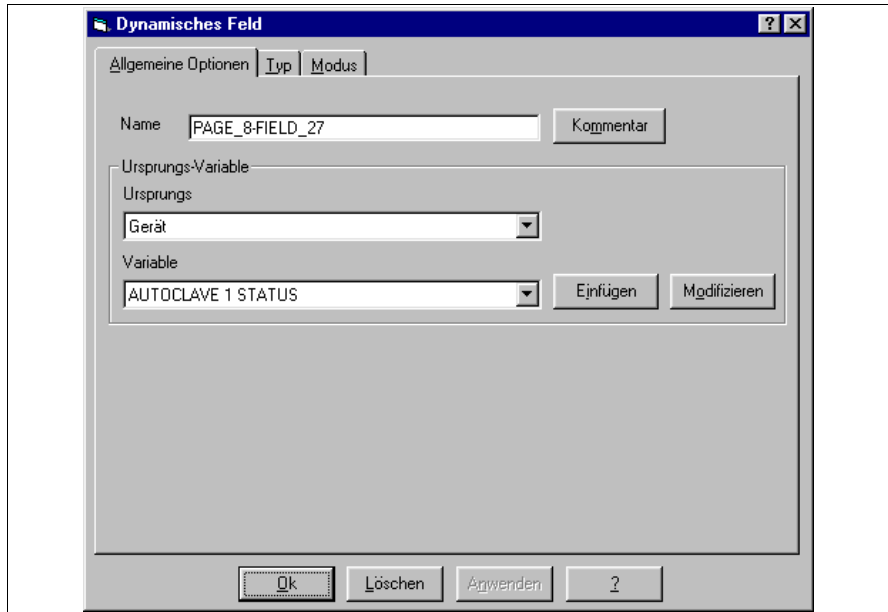 Dynamisches Feld
Allgemeine Optionen Typ Modus
Name PAGE_8-FIELD_27 Kommentar
Ursprungs-Variable
Ursprungs
Gerät
Variable
AUTOCLAVE 1 STATUS Einfügen Modifizieren
Ok Löschen Anwenden ?